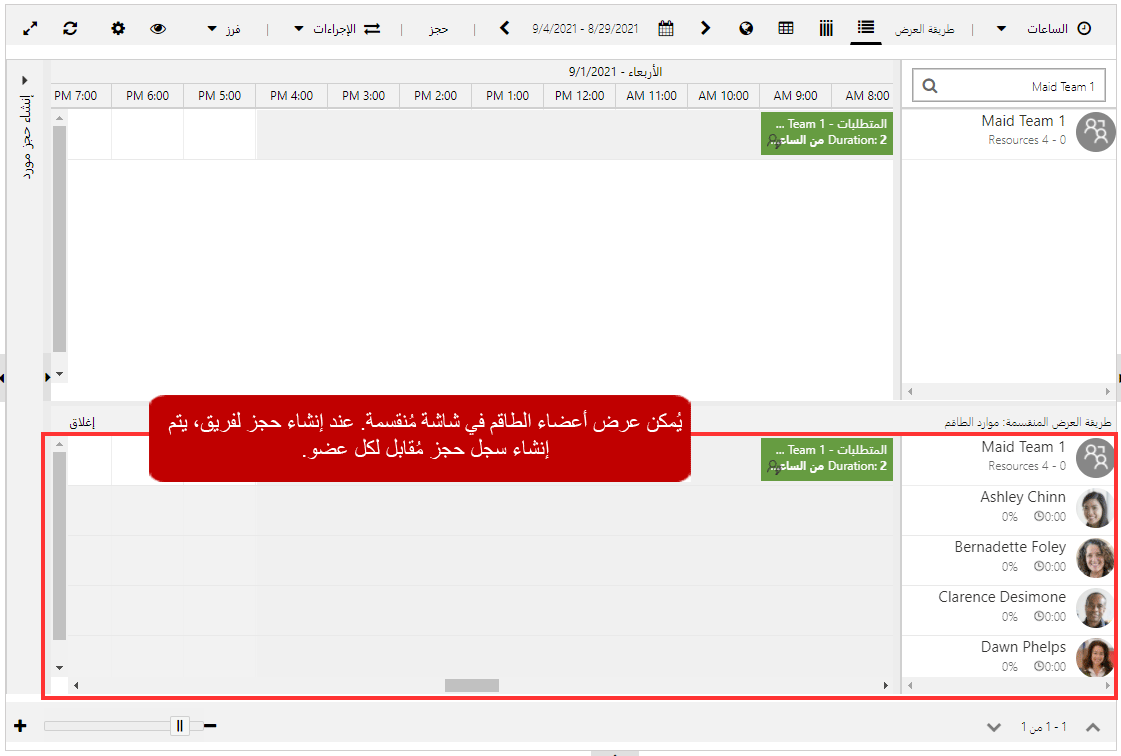 الساعات
طريقة العرض
8/29/2021 - 9/4/2021
حجز
الإجراءات
فرز
Maid Team 1
الأربعاء - 9/1/2021
AM 8:00 AM 9:00 AM 10:00 AM 11:00 PM 12:00 PM 1:00 PM 2:00 PM 3:00 PM 4:00 PM 5:00 PM 6:00 PM 7:00
إنشاء حجز مورد
Maid Team 1
Resources 4 - 0
المتطلبات - Team 1 ...
Duration: 2 من الساء...
طريقة العرض المنقسمة: موارد الطاقم
إغلاق
يُمكن عرض أعضاء الطاقم في شاشة مُنقسمة. عند إنشاء حجز لفريق، يتم
إنشاء سجل حجز مُقابل لكل عضو.
Maid Team 1
Resources 4 - 0
المتطلبات - Team 1 ...
Duration: 2 من الساء...
Ashley Chinn
0:00 0%
Bernadette Foley
0:00 0%
Clarence Desimone
0:00 0%
Dawn Phelps
0:00 0%
1 - 1 من 1